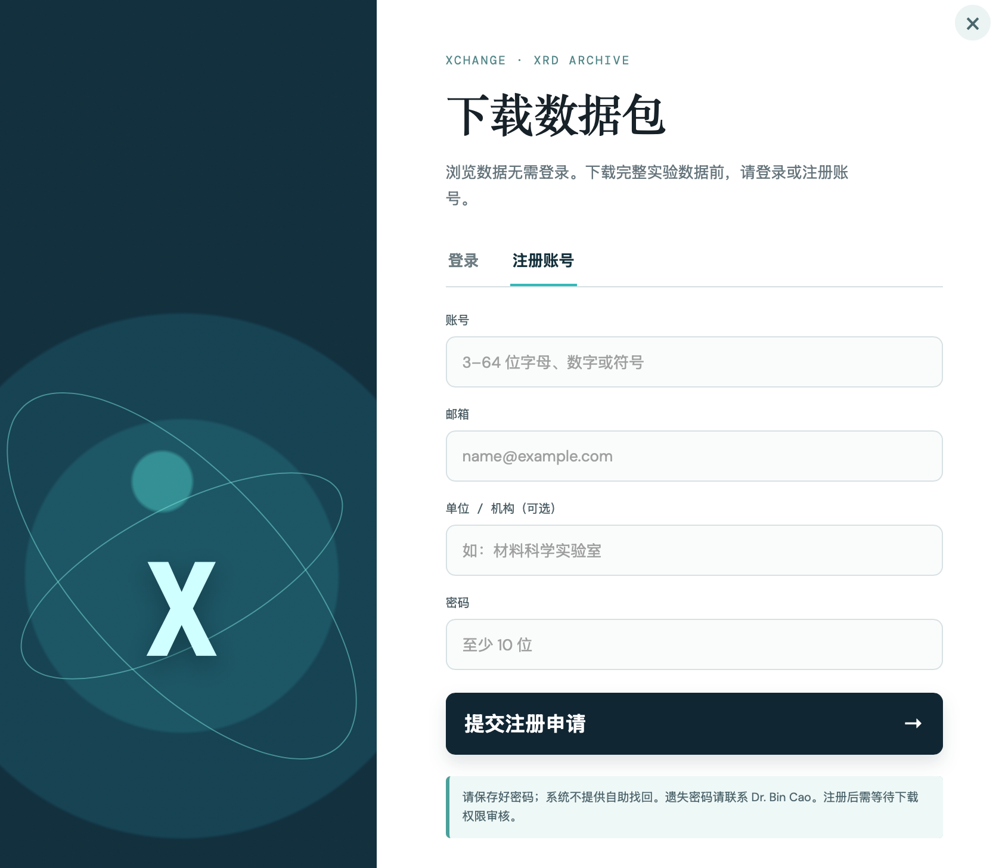 X
×
XCHANGE · XRD ARCHIVE
下载数据包
浏览数据无需登录。下载完整实验数据前，请登录或注册账
号。
登录 注册账号
账号
3–64 位字母、数字或符号
邮箱
name@example.com
单位 / 机构（可选）
如：材料科学实验室
密码
至少 10 位
提交注册申请 →
请保存好密码；系统不提供自助找回。遗失密码请联系 Dr. Bin Cao。注册后需等待下载
权限审核。